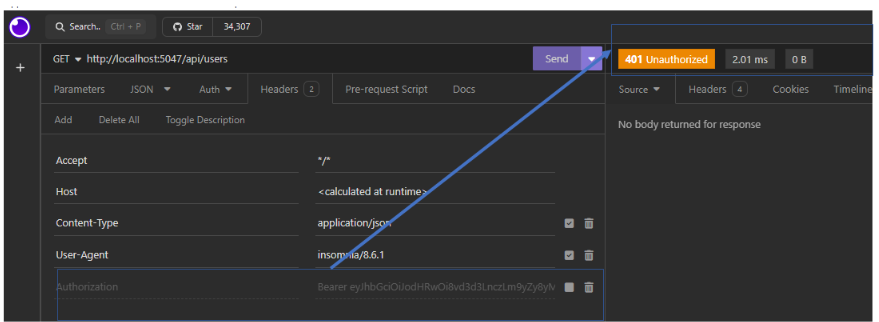 Search.. Ctrl + P Star 34,307
GET http://localhost:5047/api/users Send
401 Unauthorized 2.01 ms 0 B
Parameters JSON Auth Headers 2 Pre-request Script Docs
Source Headers 4 Cookies Timeline
Add Delete All Toggle Description
No body returned for response
Accept */*
Host <calculated at runtime>
Content-Type application/json
User-Agent insomnia/8.6.1
Authorization Bearer